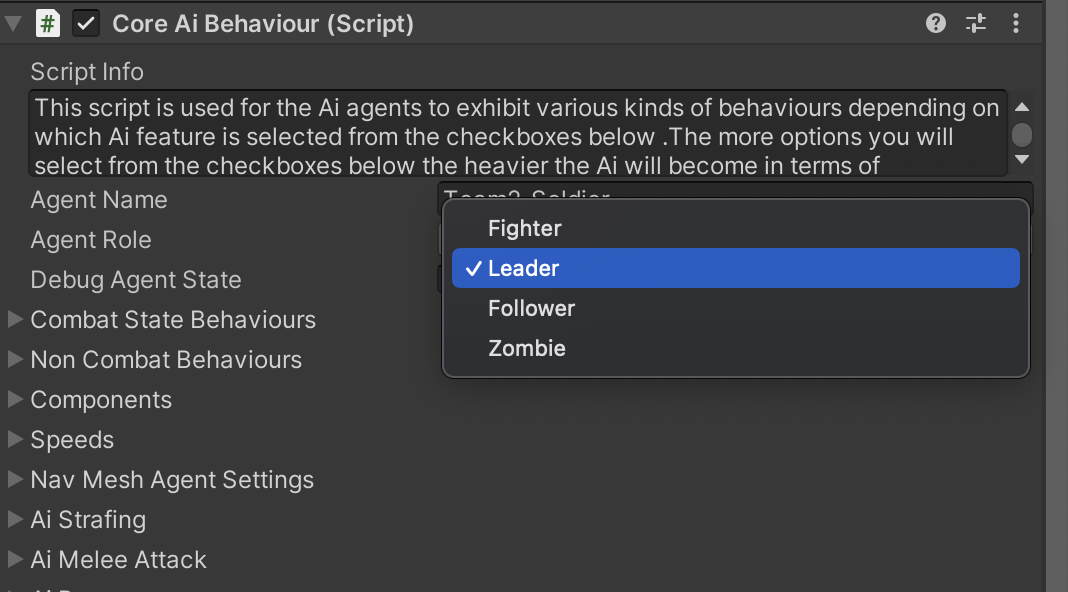 Core Ai Behaviour (Script)
Script Info
This script is used for the Ai agents to exhibit various kinds of behaviours depending on
which Ai feature is selected from the checkboxes below .The more options you will
select from the checkboxes below the heavier the Ai will become in terms of
Agent Name
Agent Role
Debug Agent State
Fighter
Leader
Follower
Zombie
Combat State Behaviours
Non Combat Behaviours
Components
Speeds
Nav Mesh Agent Settings
Ai Strafing
Ai Melee Attack